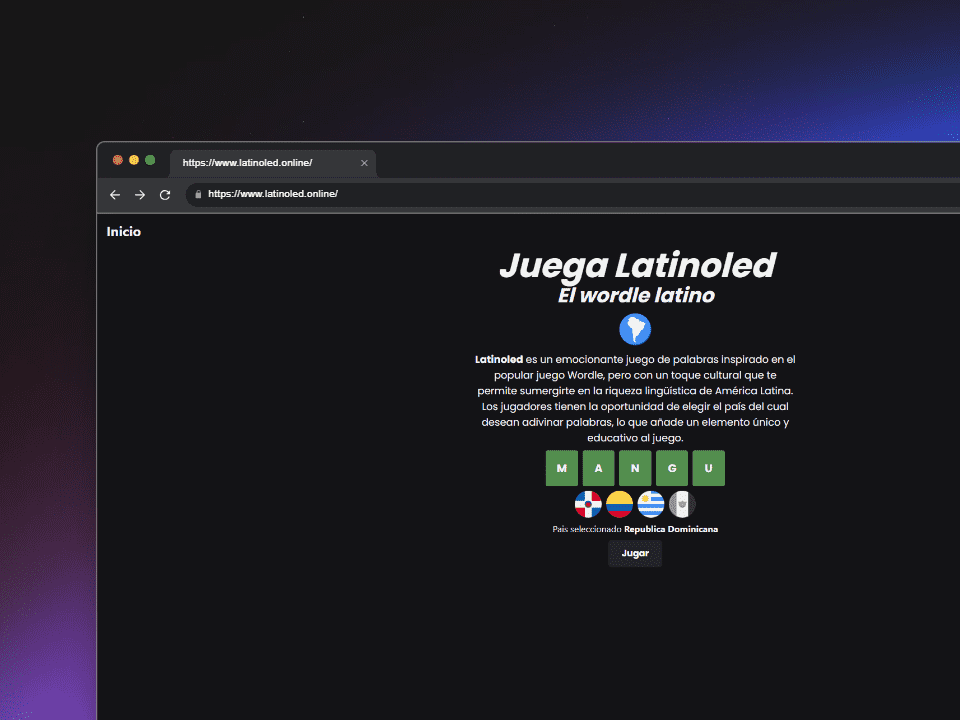 https://www.latinoled.online/
https://www.latinoled.online/
Inicio
Juega Latinoled
El wordle latino
Latinoled es un emocionante juego de palabras inspirado en el
popular juego Wordle, pero con un toque cultural que te
permite sumergirte en la riqueza lingüística de América Latina.
Los jugadores tienen la oportunidad de elegir el país del cual
desean adivinar palabras, lo que añade un elemento único y
educativo al juego.
M A N G U
Pais seleccionado Republica Dominicana
Jugar